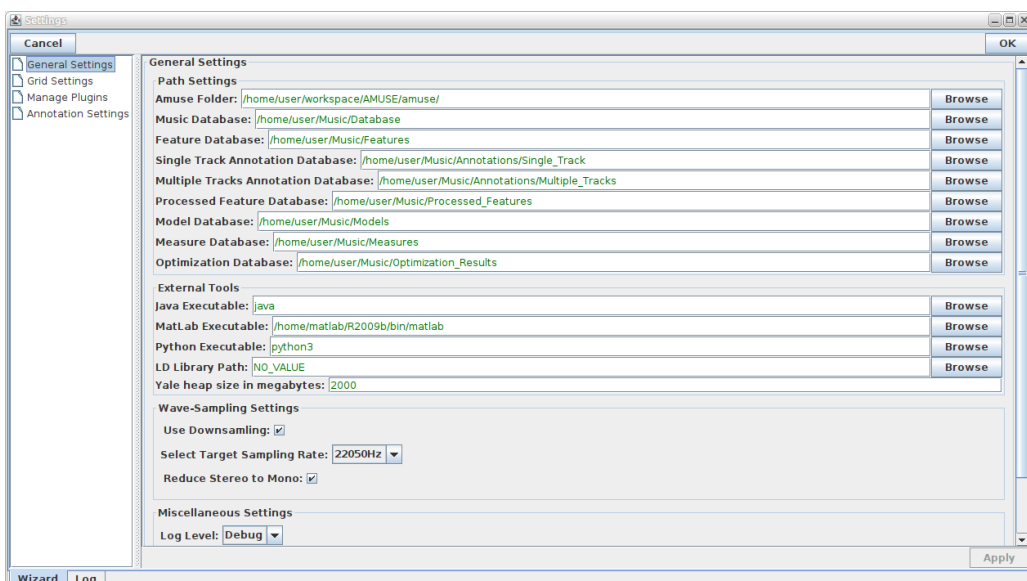 Settings
Cancel OK
General Settings
Grid Settings
Manage Plugins
Annotation Settings
General Settings
Path Settings
Amuse Folder: /home/user/workspace/AMUSE/amuse/ Browse
Music Database: /home/user/Music/Database Browse
Feature Database: /home/user/Music/Features Browse
Single Track Annotation Database: /home/user/Music/Annotations/Single_Track Browse
Multiple Tracks Annotation Database: /home/user/Music/Annotations/Multiple_Tracks Browse
Processed Feature Database: /home/user/Music/Processed_Features Browse
Model Database: /home/user/Music/Models Browse
Measure Database: /home/user/Music/Measures Browse
Optimization Database: /home/user/Music/Optimization_Results Browse
External Tools
Java Executable: java Browse
MatLab Executable: /home/matlab/R2009b/bin/matlab Browse
Python Executable: python3 Browse
LD Library Path: NO_VALUE Browse
Yale heap size in megabytes: 2000
Wave-Sampling Settings
Use Downsamling:
Select Target Sampling Rate: 22050Hz
Reduce Stereo to Mono:
Miscellaneous Settings
Log Level: Debug
Apply
Wizard Log